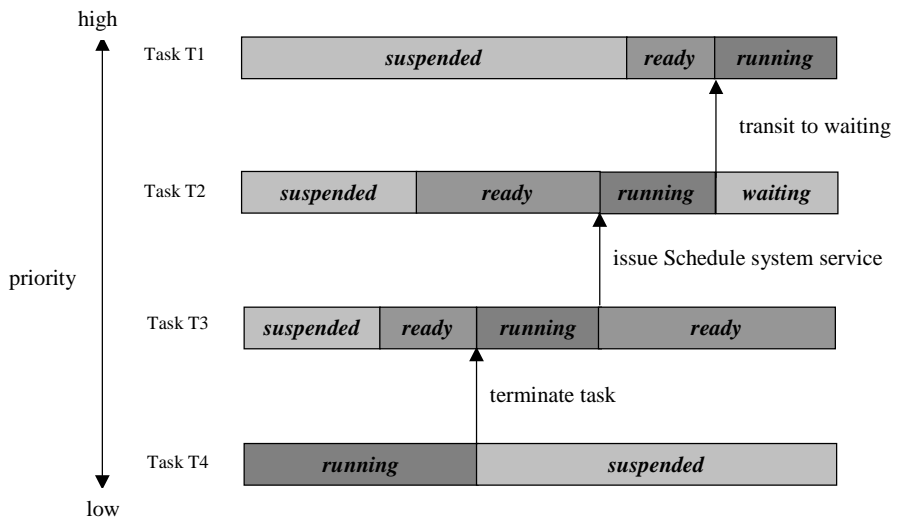 high
Task T1
suspended
ready
running
transit to waiting
Task T2
suspended
ready
running
waiting
issue Schedule system service
priority
Task T3
suspended
ready
running
ready
terminate task
Task T4
running
suspended
low